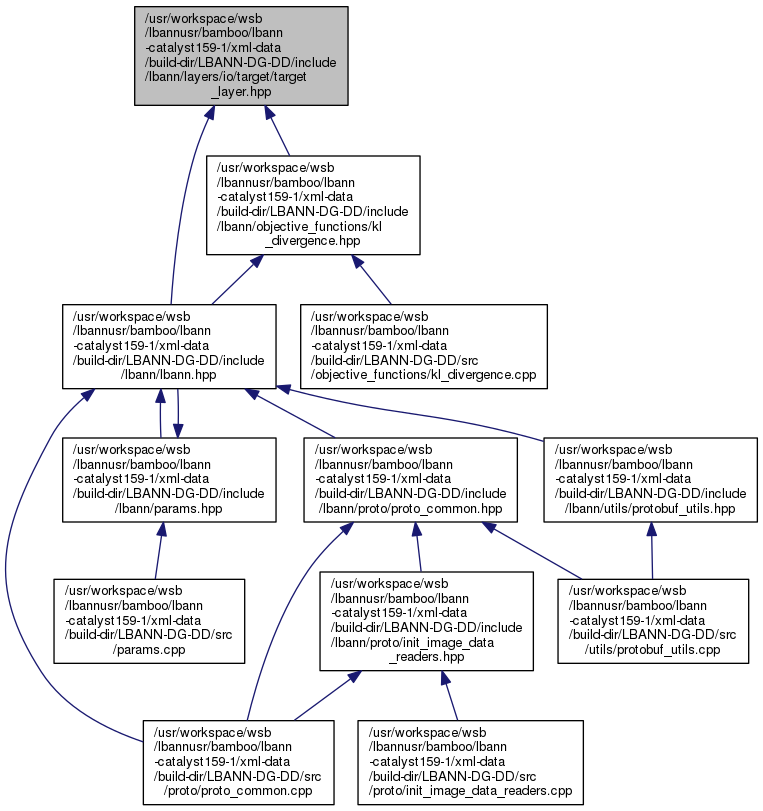 /usr/workspace/wsb
/lbannusr/bamboo/lbann
-catalyst159-1/xml-data
/build-dir/LBANN-DG-DD/include
/lbann/layers/io/target/target
_layer.hpp
/usr/workspace/wsb
/lbannusr/bamboo/lbann
-catalyst159-1/xml-data
/build-dir/LBANN-DG-DD/include
/lbann/objective_functions/kl
_divergence.hpp
/usr/workspace/wsb
/lbannusr/bamboo/lbann
-catalyst159-1/xml-data
/build-dir/LBANN-DG-DD/include
/lbann/lbann.hpp
/usr/workspace/wsb
/lbannusr/bamboo/lbann
-catalyst159-1/xml-data
/build-dir/LBANN-DG-DD/src
/objective_functions/kl_divergence.cpp
/usr/workspace/wsb
/lbannusr/bamboo/lbann
-catalyst159-1/xml-data
/build-dir/LBANN-DG-DD/include
/lbann/params.hpp
/usr/workspace/wsb
/lbannusr/bamboo/lbann
-catalyst159-1/xml-data
/build-dir/LBANN-DG-DD/include
/lbann/proto/proto_common.hpp
/usr/workspace/wsb
/lbannusr/bamboo/lbann
-catalyst159-1/xml-data
/build-dir/LBANN-DG-DD/include
/lbann/utils/protobuf_utils.hpp
/usr/workspace/wsb
/lbannusr/bamboo/lbann
-catalyst159-1/xml-data
/build-dir/LBANN-DG-DD/src
/params.cpp
/usr/workspace/wsb
/lbannusr/bamboo/lbann
-catalyst159-1/xml-data
/build-dir/LBANN-DG-DD/include
/lbann/proto/init_image_data
_readers.hpp
/usr/workspace/wsb
/lbannusr/bamboo/lbann
-catalyst159-1/xml-data
/build-dir/LBANN-DG-DD/src
/utils/protobuf_utils.cpp
/usr/workspace/wsb
/lbannusr/bamboo/lbann
-catalyst159-1/xml-data
/build-dir/LBANN-DG-DD/src
/proto/proto_common.cpp
/usr/workspace/wsb
/lbannusr/bamboo/lbann
-catalyst159-1/xml-data
/build-dir/LBANN-DG-DD/src
/proto/init_image_data_readers.cpp